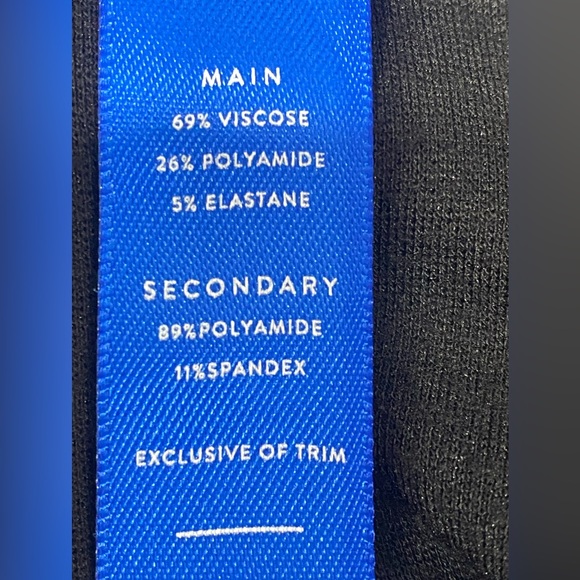 MAIN
69% VISCOSE
26% POLYAMIDE
5% ELASTANE
SECONDARY
89%POLYAMIDE
11%SPANDEX
EXCLUSIVE OF TRIM